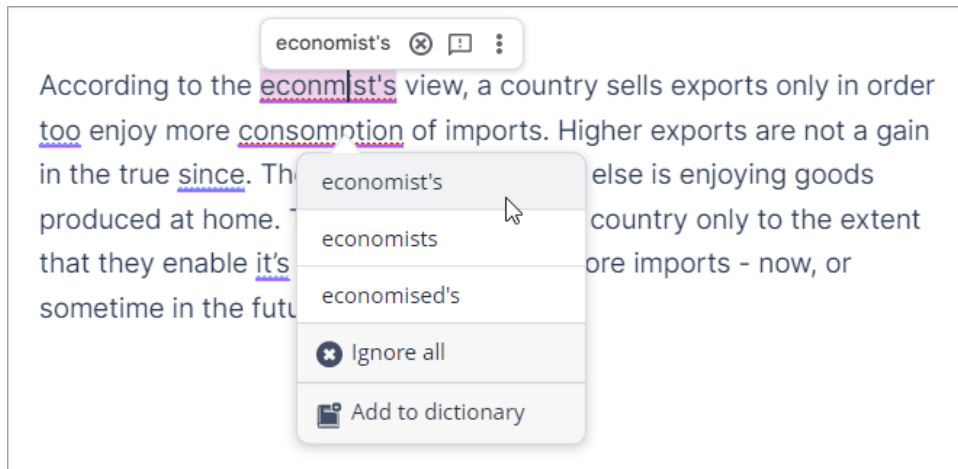 economist's
According to the econmist's view, a country sells exports only in order
too enjoy more consomption of imports. Higher exports are not a gain
in the true since. Th else is enjoying goods
produced at home. T country only to the extent
that they enable it’s ore imports - now, or
sometime in the futu
economist's
economists
economised's
Ignore all
Add to dictionary